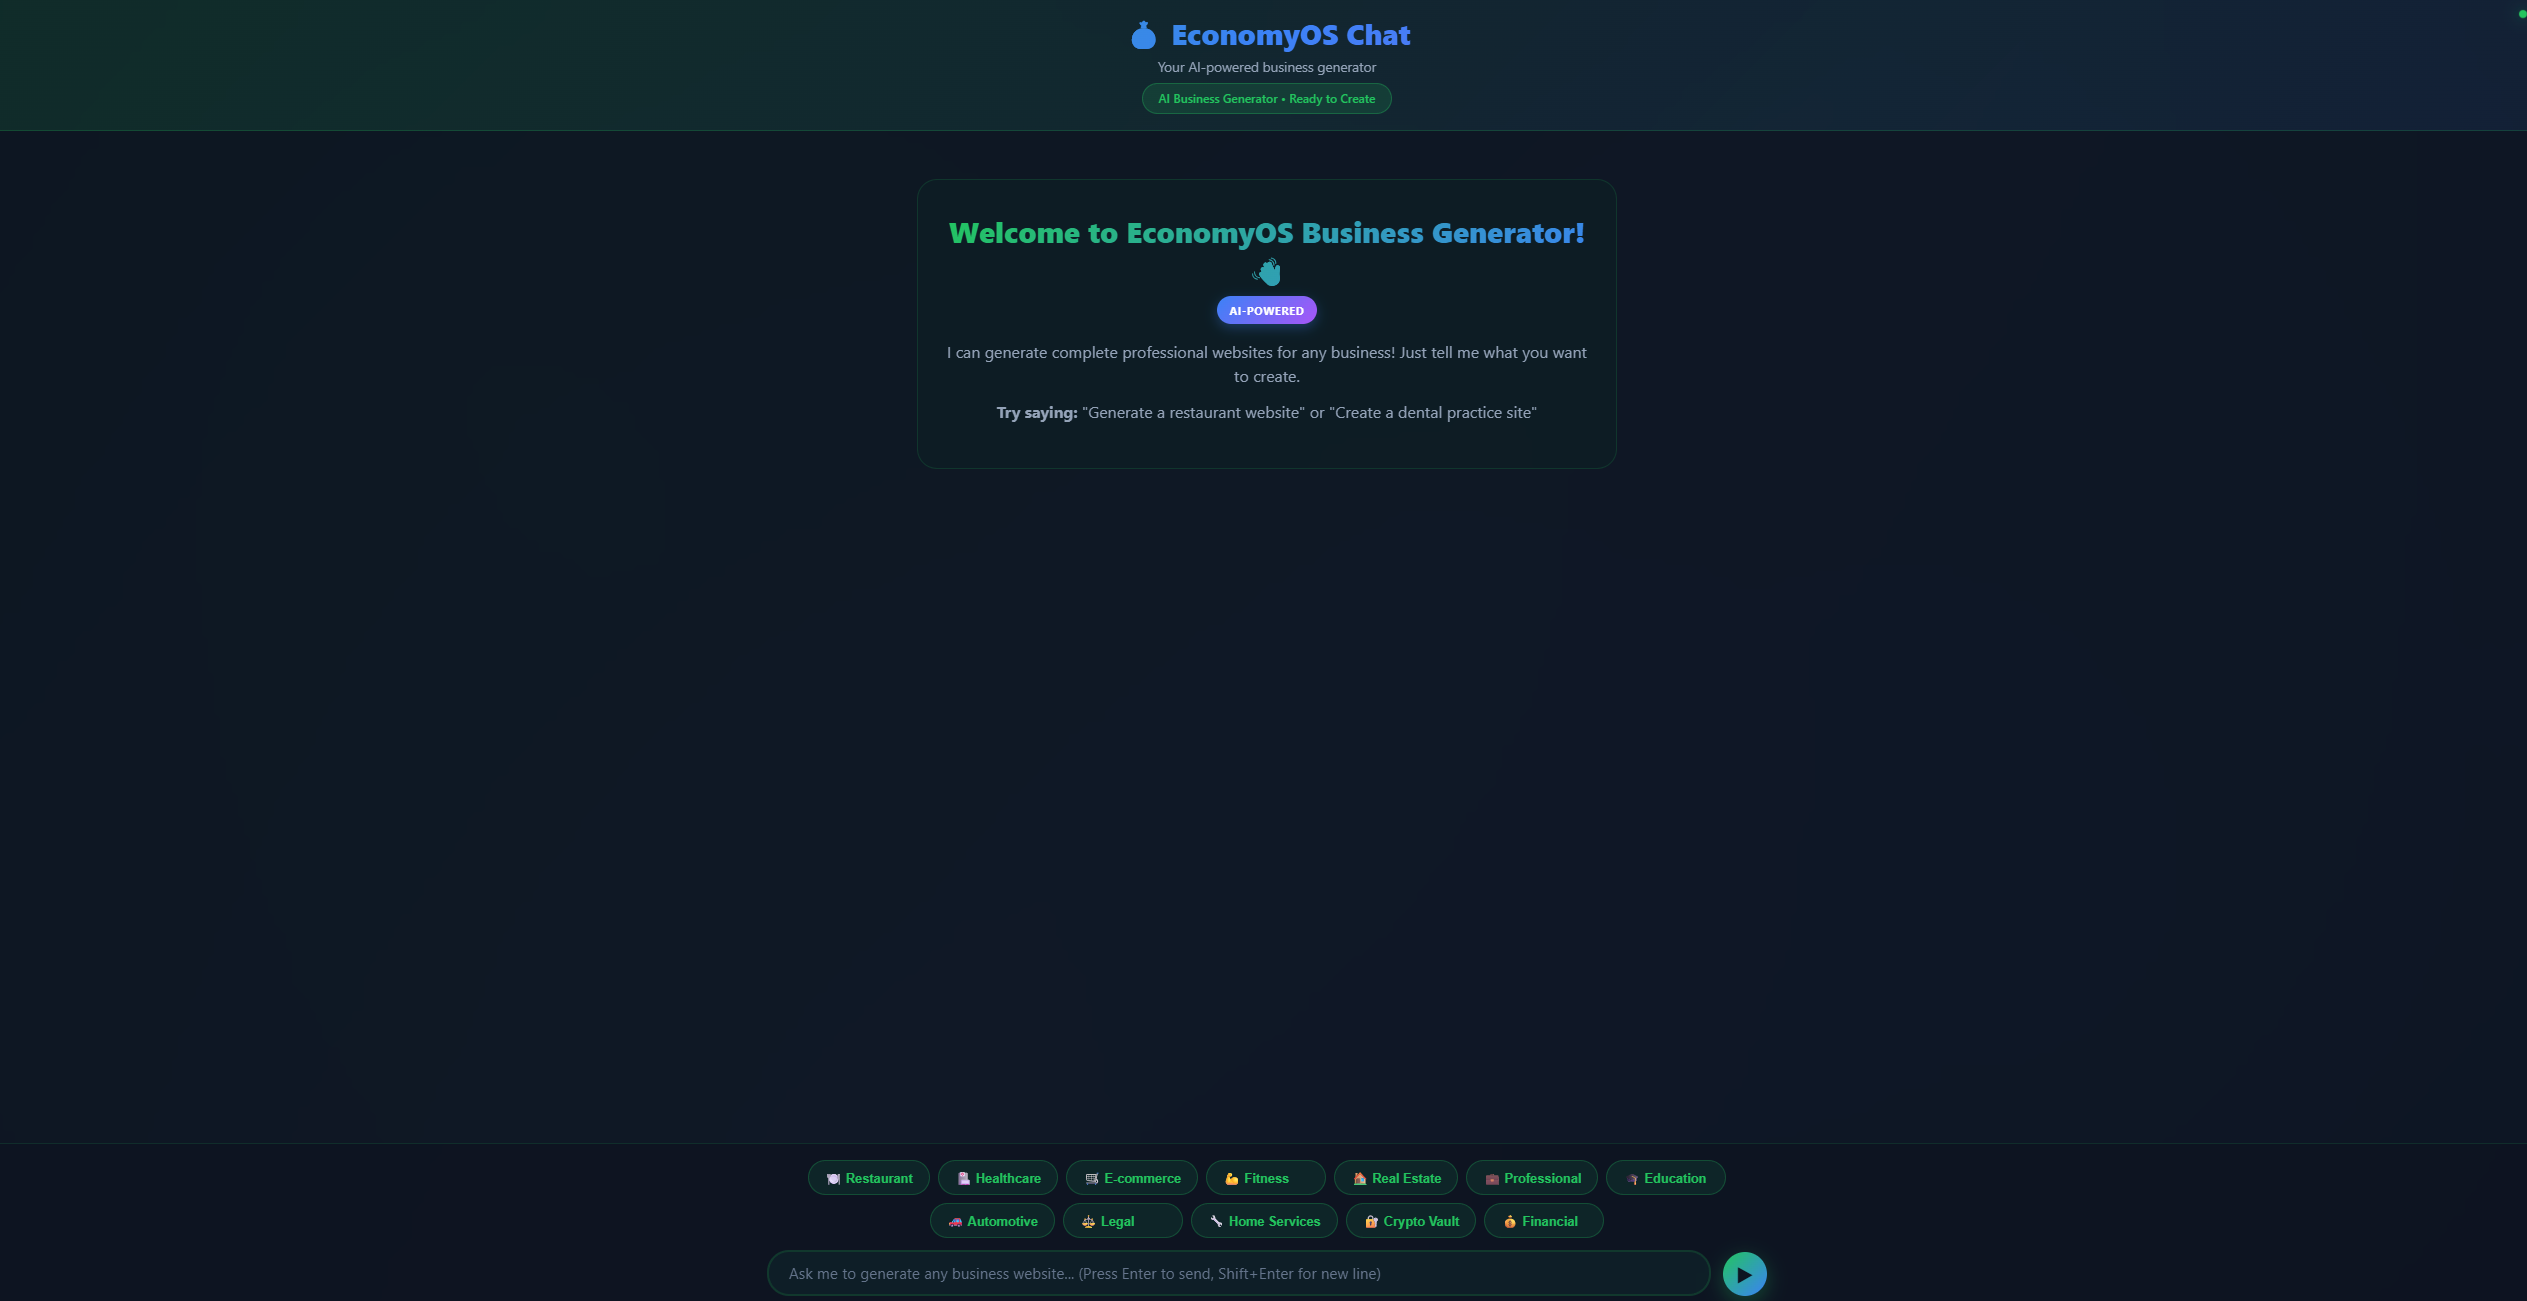 EconomyOS Chat
Your AI-powered business generator
AI Business Generator • Ready to Create
Welcome to EconomyOS Business Generator!
AI-POWERED
I can generate complete professional websites for any business! Just tell me what you want
to create.
Try saying: "Generate a restaurant website" or "Create a dental practice site"
Restaurant Healthcare E-commerce Fitness Real Estate Professional Education
Automotive Legal Home Services Crypto Vault Financial
Ask me to generate any business website... (Press Enter to send, Shift+Enter for new line)